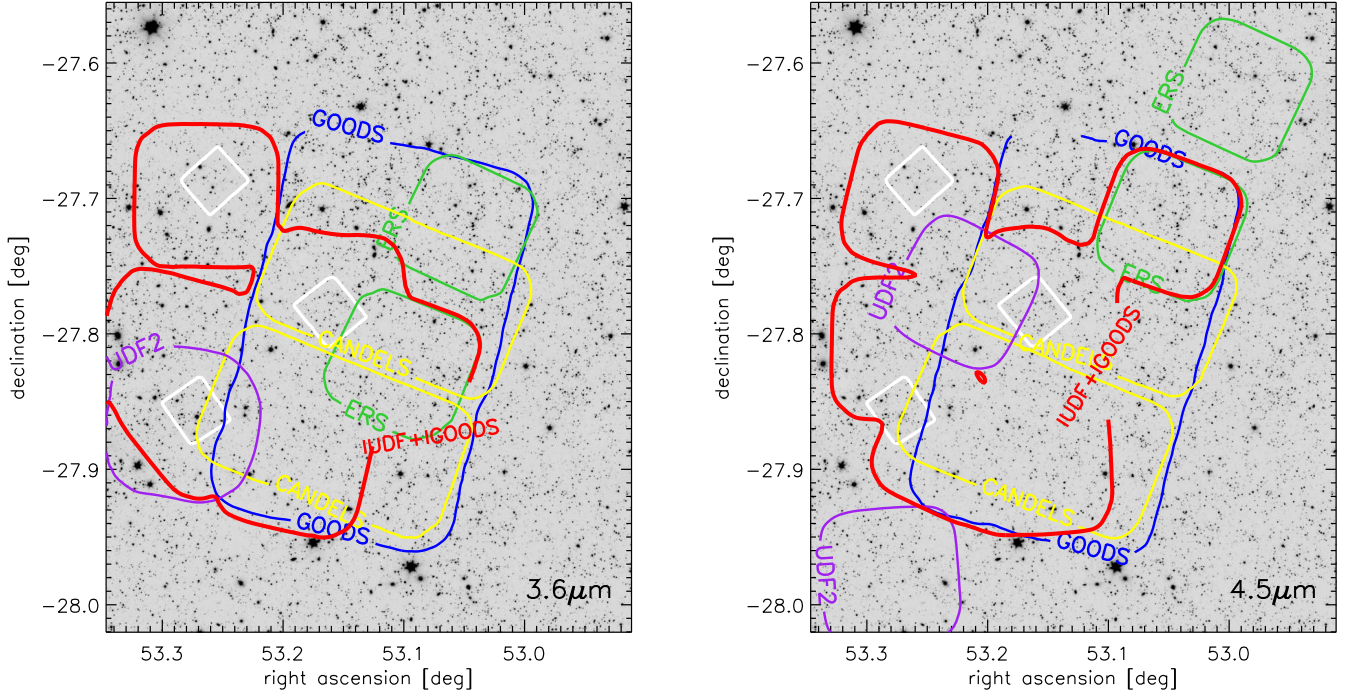 GOODS
ERS
CANDELS
UDF2
ERS
IUDF+IGOODS
CANDELS
GOODS
3.6μm
−27.6
−27.7
−27.8
−27.9
−28.0
declination [deg]
53.3 53.2 53.1 53.0
right ascension [deg]
ERS
GOODS
UDF2
ERS
CANDELS
IUDF+IGOODS
CANDELS
GOODS
UDF2
4.5μm
−27.6
−27.7
−27.8
−27.9
−28.0
declination [deg]
53.3 53.2 53.1 53.0
right ascension [deg]